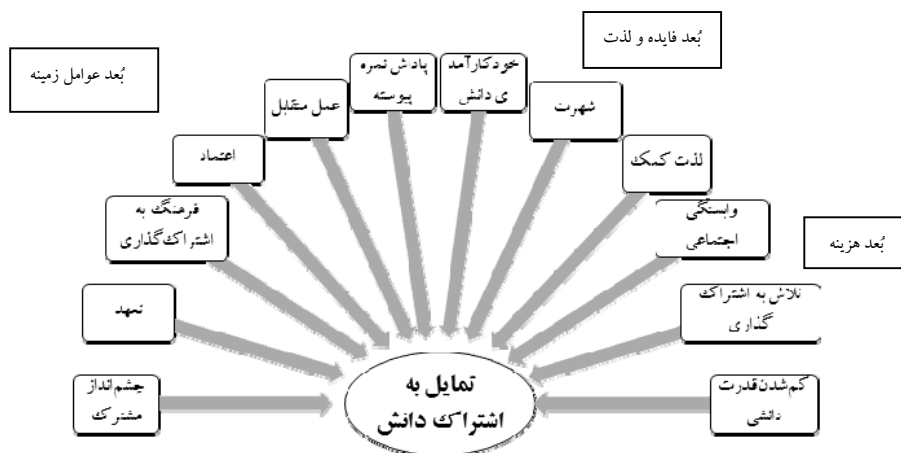 بُعد فایده و لذت
بُعد عوامل زمینه
پاداش نمره
پیوسته
خودکارآمد
ی دانش
عمل متقابل
شهرت
اعتماد
لذت کمک
فرهنگ به
اشتراک‌گذاری
وابستگی
اجتماعی
بُعد هزینه
تعهد
تلاش به اشتراک
گذاری
چشم‌انداز
مشترک
تمایل به
اشتراک دانش
کم‌شدن قدرت
دانشی